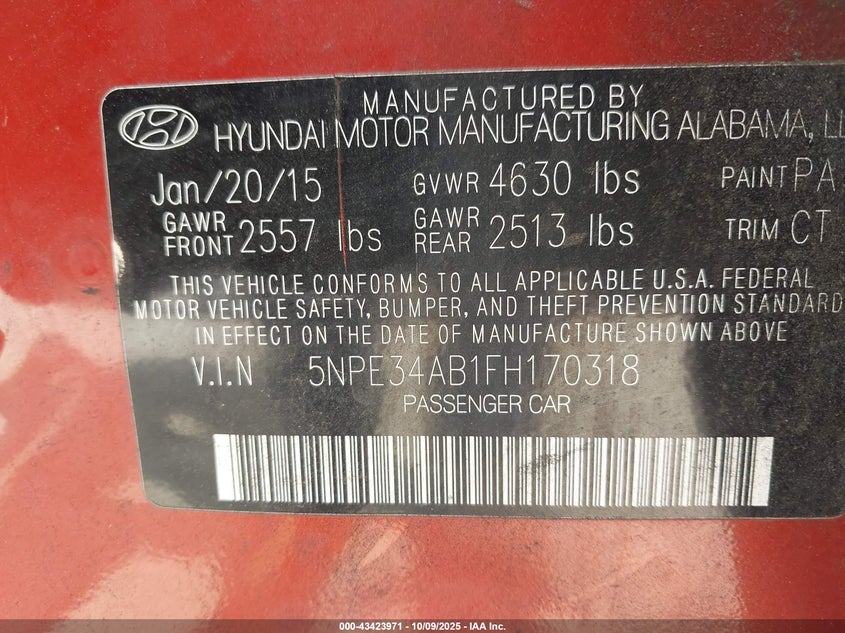 MANUFACTURED BY
HYUNDAI MOTOR MANUFACTURING ALABAMA, LL
Jan/20/15 GVWR 4630 lbs PAINT PA
GAWR FRONT 2557 lbs GAWR REAR 2513 lbs TRIM CT
THIS VEHICLE CONFORMS TO ALL APPLICABLE U.S.A. FEDERAL
MOTOR VEHICLE SAFETY, BUMPER, AND THEFT PREVENTION STANDARD
IN EFFECT ON THE DATE OF MANUFACTURE SHOWN ABOVE
V.I.N 5NPE34AB1FH170318
PASSENGER CAR
000-43423971 - 10/09/2025 - IAA Inc.